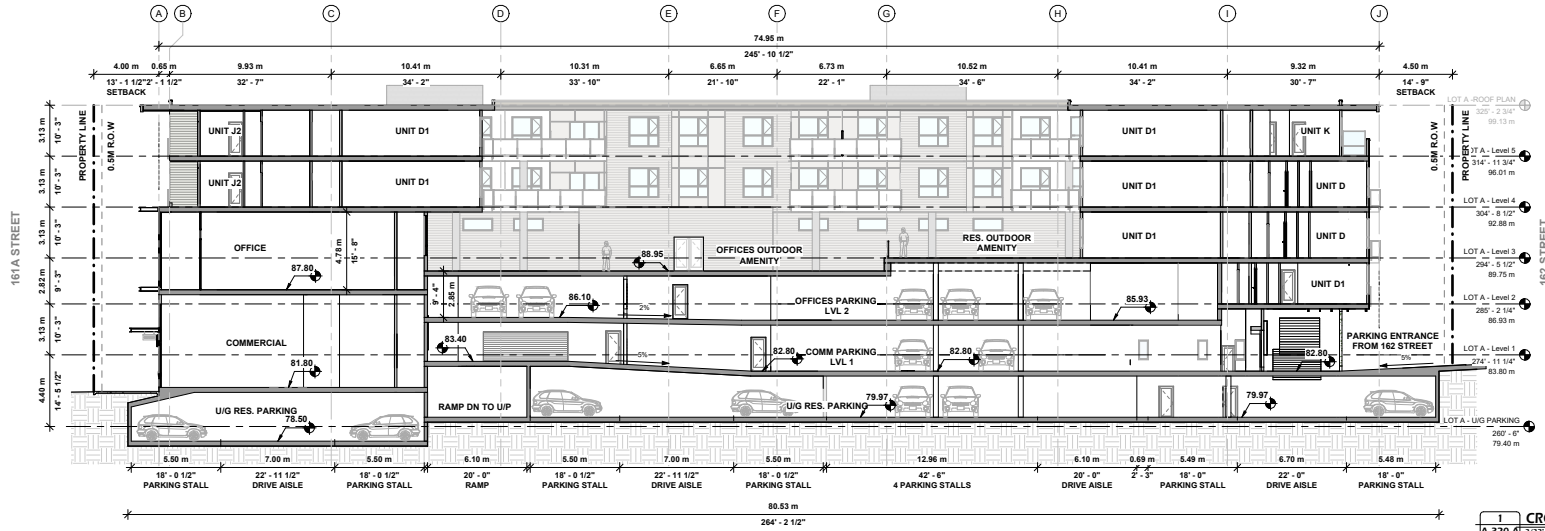 A B C D E F G H I J
74.95 m
245' - 10 1/2"
4.00 m 0.65 m 9.93 m 10.41 m 10.31 m 6.65 m 6.73 m 10.52 m 10.41 m 9.32 m 4.50 m
13' - 1 1/2" 2' - 1 1/2" 32' - 7" 34' - 2" 33' - 10" 21' - 10" 22' - 1" 34' - 6" 34' - 2" 30' - 7" 14' - 9"
SETBACK SETBACK
LOT A -ROOF PLAN
325' - 2 3/4"
99.13 m
PROPERTY LINE
0.5M R.O.W
3.13 m
10' - 3"
UNIT J2 UNIT D1 UNIT D1 UNIT K
0.5M R.O.W
PROPERTY LINE
LOT A - Level 5
314' - 11 3/4"
96.01 m
3.13 m
10' - 3"
UNIT J2 UNIT D1 UNIT D1 UNIT D
LOT A - Level 4
304' - 8 1/2"
92.88 m
161 A STREET
3.13 m
10' - 3"
OFFICE
4.78 m
15' - 8"
88.95
OFFICES OUTDOOR
AMENITY
RES. OUTDOOR
AMENITY
UNIT D1 UNIT D
LOT A - Level 3
294' - 5 1/2"
89.75 m
162 STREET
2.82 m
9' - 3"
87.80
9' - 4"
2.85 m
86.10
2%
OFFICES PARKING
LVL 2
85.93
UNIT D1
LOT A - Level 2
285' - 2 1/4"
86.93 m
3.13 m
10' - 3"
COMMERCIAL
83.40
5%
82.80
COMM PARKING
LVL 1
82.80
82.80
PARKING ENTRANCE
FROM 162 STREET
5%
LOT A - Level 1
274' - 11 1/4"
83.80 m
81.80
4.40 m
14' - 5 1/2"
U/G RES. PARKING
78.50
RAMP DN TO U/P
U/G RES. PARKING
79.97
79.97
LOT A - U/G PARKING
260' - 6"
79.40 m
5.50 m 7.00 m 5.50 m 6.10 m 5.50 m 7.00 m 5.50 m 12.96 m 6.10 m 0.69 m 5.49 m 6.70 m 5.48 m
18' - 0 1/2" 22' - 11 1/2" 18' - 0 1/2" 20' - 0" 18' - 0 1/2" 22' - 11 1/2" 18' - 0 1/2" 42' - 6" 20' - 0" 2' - 3" 18' - 0" 22' - 0" 18' - 0"
PARKING STALL DRIVE AISLE PARKING STALL RAMP PARKING STALL DRIVE AISLE PARKING STALL 4 PARKING STALLS DRIVE AISLE PARKING STALL DRIVE AISLE PARKING STALL
80.53 m
264' - 2 1/2"
1